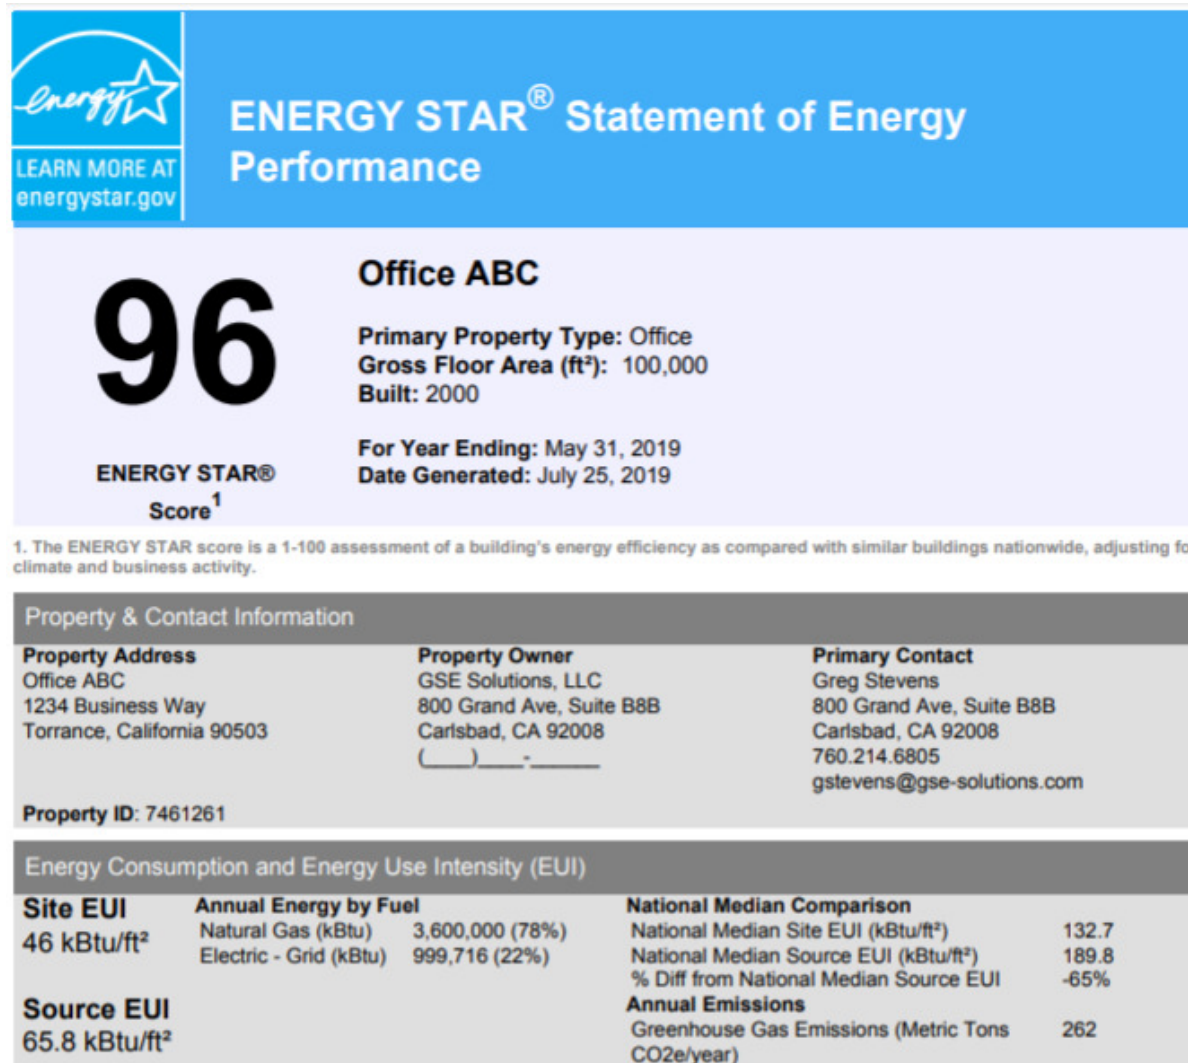 energy
LEARN MORE AT
energystar.gov
ENERGY STAR® Statement of Energy
Performance
96
ENERGY STAR®
Score1
Office ABC
Primary Property Type: Office
Gross Floor Area (ft²): 100,000
Built: 2000
For Year Ending: May 31, 2019
Date Generated: July 25, 2019
1. The ENERGY STAR score is a 1-100 assessment of a building's energy efficiency as compared with similar buildings nationwide, adjusting fo
climate and business activity.
Property & Contact Information
Property Address
Office ABC
1234 Business Way
Torrance, California 90503
Property Owner
GSE Solutions, LLC
800 Grand Ave, Suite B8B
Carlsbad, CA 92008
(____)____-______
Primary Contact
Greg Stevens
800 Grand Ave, Suite B8B
Carlsbad, CA 92008
760.214.6805
gstevens@gse-solutions.com
Property ID: 7461261
Energy Consumption and Energy Use Intensity (EUI)
Site EUI
46 kBtu/ft²
Source EUI
65.8 kBtu/ft²
Annual Energy by Fuel
Natural Gas (kBtu) 3,600,000 (78%)
Electric - Grid (kBtu) 999,716 (22%)
National Median Comparison
National Median Site EUI (kBtu/ft²) 132.7
National Median Source EUI (kBtu/ft²) 189.8
% Diff from National Median Source EUI -65%
Annual Emissions
Greenhouse Gas Emissions (Metric Tons 262
CO2e/year)